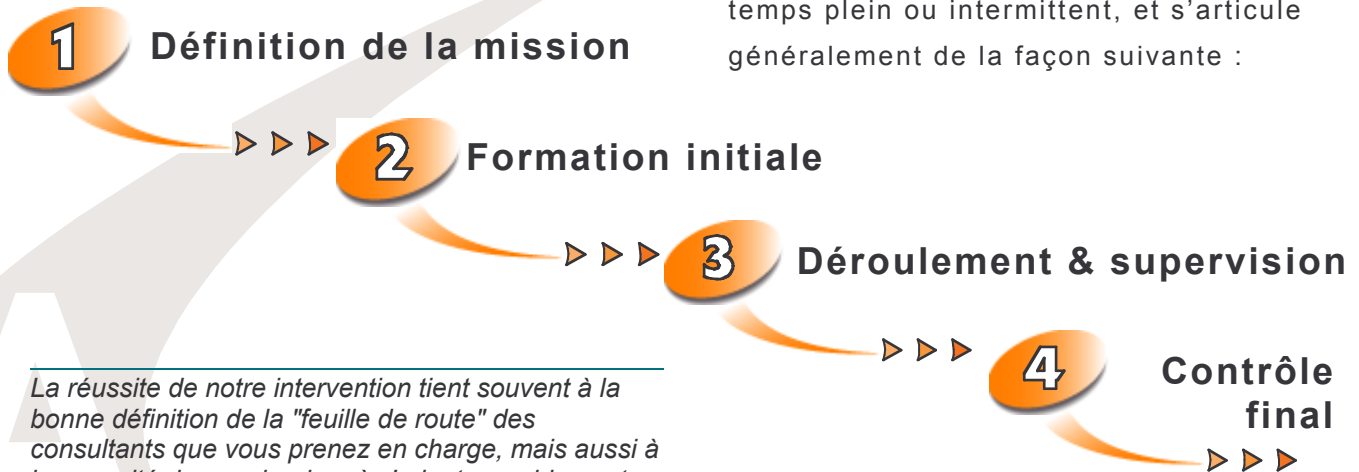 temps plein ou intermittent, et s’articule
généralement de la façon suivante :
1 Définition de la mission
2 Formation initiale
3 Déroulement & supervision
4 Contrôle
final
La réussite de notre intervention tient souvent à la
bonne définition de la "feuille de route" des
consultants que vous prenez en charge, mais aussi à